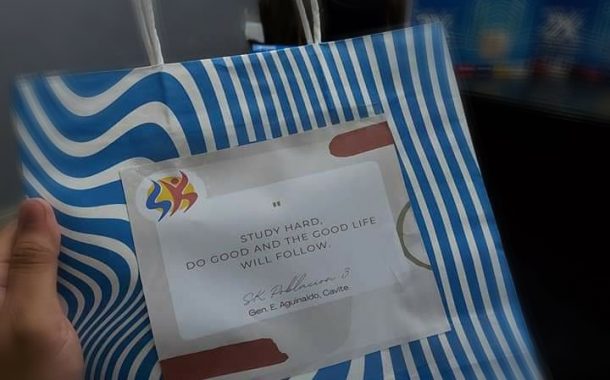 "
STUDY HARD,
DO GOOD AND THE GOOD LIFE
WILL FOLLOW.
SK Poblacion 3
Gen. E. Aguinaldo, Cavite